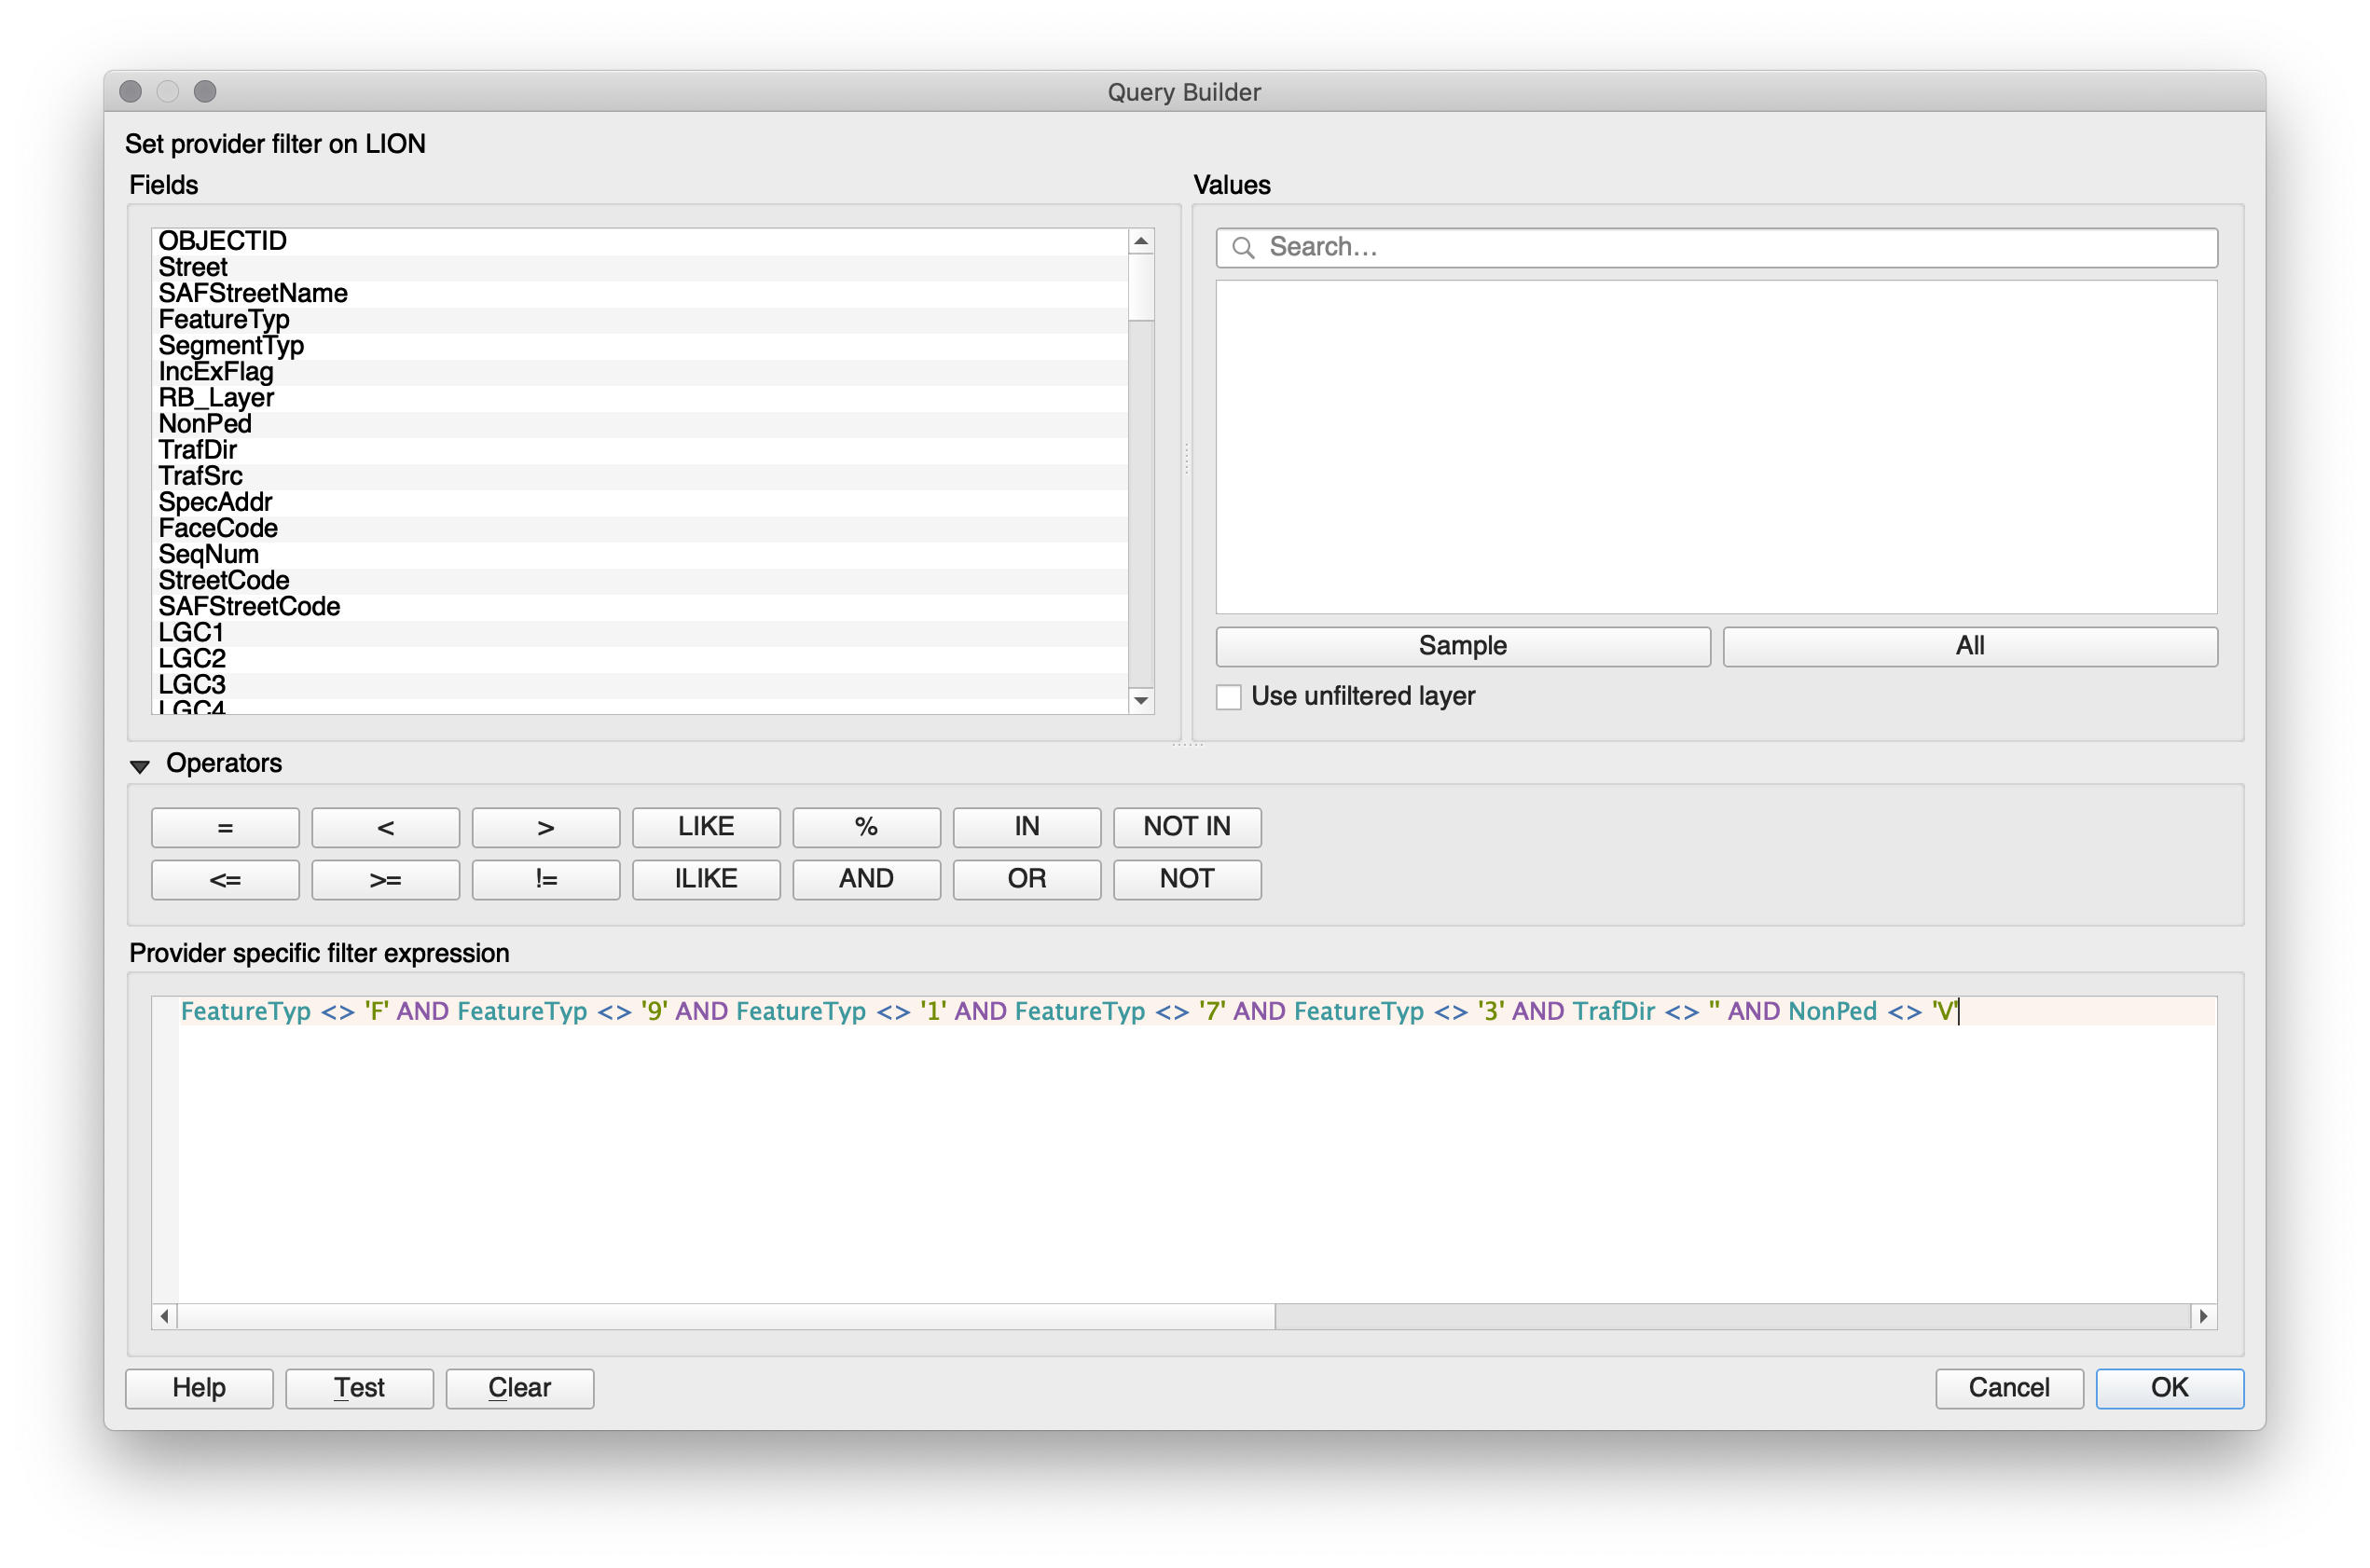 Query Builder
Set provider filter on LION
Fields
OBJECTID
Street
SAFStreetName
FeatureTyp
SegmentTyp
IncExFlag
RB_Layer
NonPed
TrafDir
TrafSrc
SpecAddr
FaceCode
SeqNum
StreetCode
SAFStreetCode
LGC1
LGC2
LGC3
LGC4
Values
Search…
Sample All
Use unfiltered layer
Operators
= < > LIKE % IN NOT IN
<= >= != ILIKE AND OR NOT
Provider specific filter expression
FeatureTyp <> 'F' AND FeatureTyp <> '9' AND FeatureTyp <> '1' AND FeatureTyp <> '7' AND FeatureTyp <> '3' AND TrafDir <> '' AND NonPed <> 'V'
Help Test Clear Cancel OK